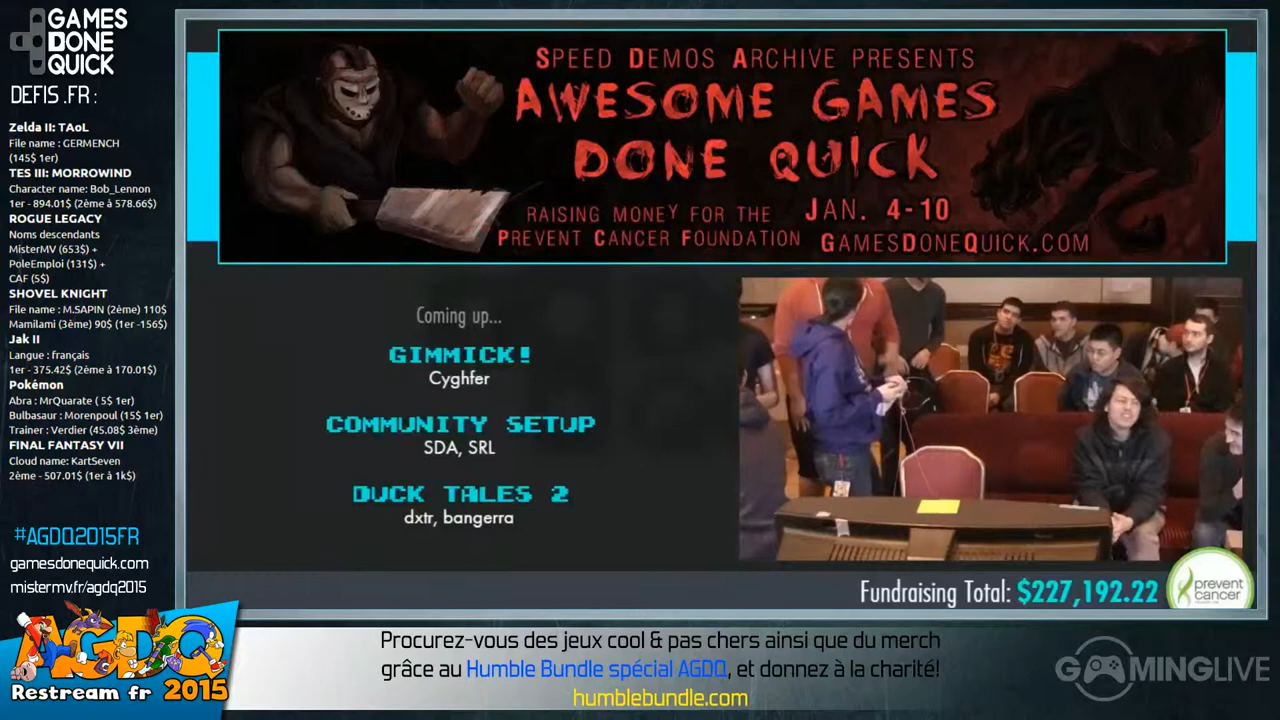 GAMES
DONE
QUICK
DEFIS .FR :
Zelda II: TAoL
File name : GERMENCH
(145$ 1er)
TES III: MORROWIND
Character name: Bob_Lennon
1er - 894.01$ (2ème à 578.66$)
ROGUE LEGACY
Noms descendants
MisterMV (653$) +
PoleEmploi (131$) +
CAF (5$)
SHOVEL KNIGHT
File name : M.SAPIN (2ème) 110$
Mamilami (3ème) 90$ (1er -156$)
Jak II
Langue : français
1er - 375.42$ (2ème à 170.01$)
Pokémon
Abra : MrQuarate ( 5$ 1er)
Bulbasaur : Morenpoul (15$ 1er)
Trainer : Verdier (45.08$ 3ème)
FINAL FANTASY VII
Cloud name: KartSeven
2ème - 507.01$ (1er à 1k$)
#AGDQ2015FR
gamesdonequick.com
mistermv.fr/agdq2015
AGDQ
Restream fr 2015
SPEED DEMOS ARCHIVE PRESENTS
AWESOME GAMES
DONE QUICK
RAISING MONEY FOR THE
PREVENT CANCER FOUNDATION
JAN. 4-10
GAMESDONEQUICK.COM
Coming up...
GIMMICK!
Cyghfer
COMMUNITY SETUP
SDA, SRL
DUCK TALES 2
dxtr, bangerra
Fundraising Total: $227,192.22
prevent
cancer
Procurez-vous des jeux cool & pas chers ainsi que du merch
grâce au Humble Bundle spécial AGDQ, et donnez à la charité!
humblebundle.com
GAMINGLIVE